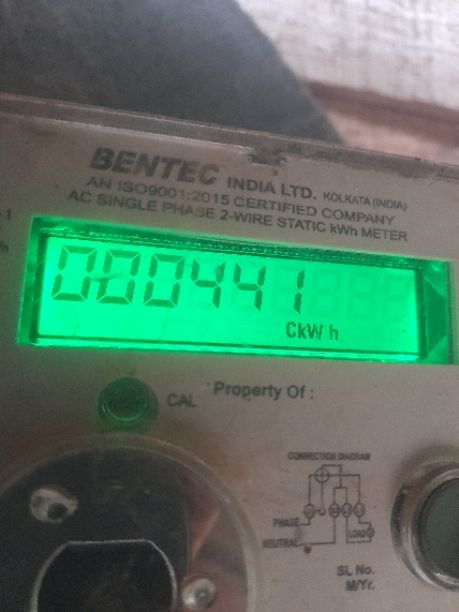 BENTEC INDIA LTD. KOLKATA (INDIA)
AN ISO9001:2015 CERTIFIED COMPANY
AC SINGLE PHASE 2-WIRE STATIC kWh METER
000441
CkW h
CAL
Property Of :
CONNECTION DIAGRAM
PHASE
NEUTRAL
LOAD
SL No.
M/Yr.